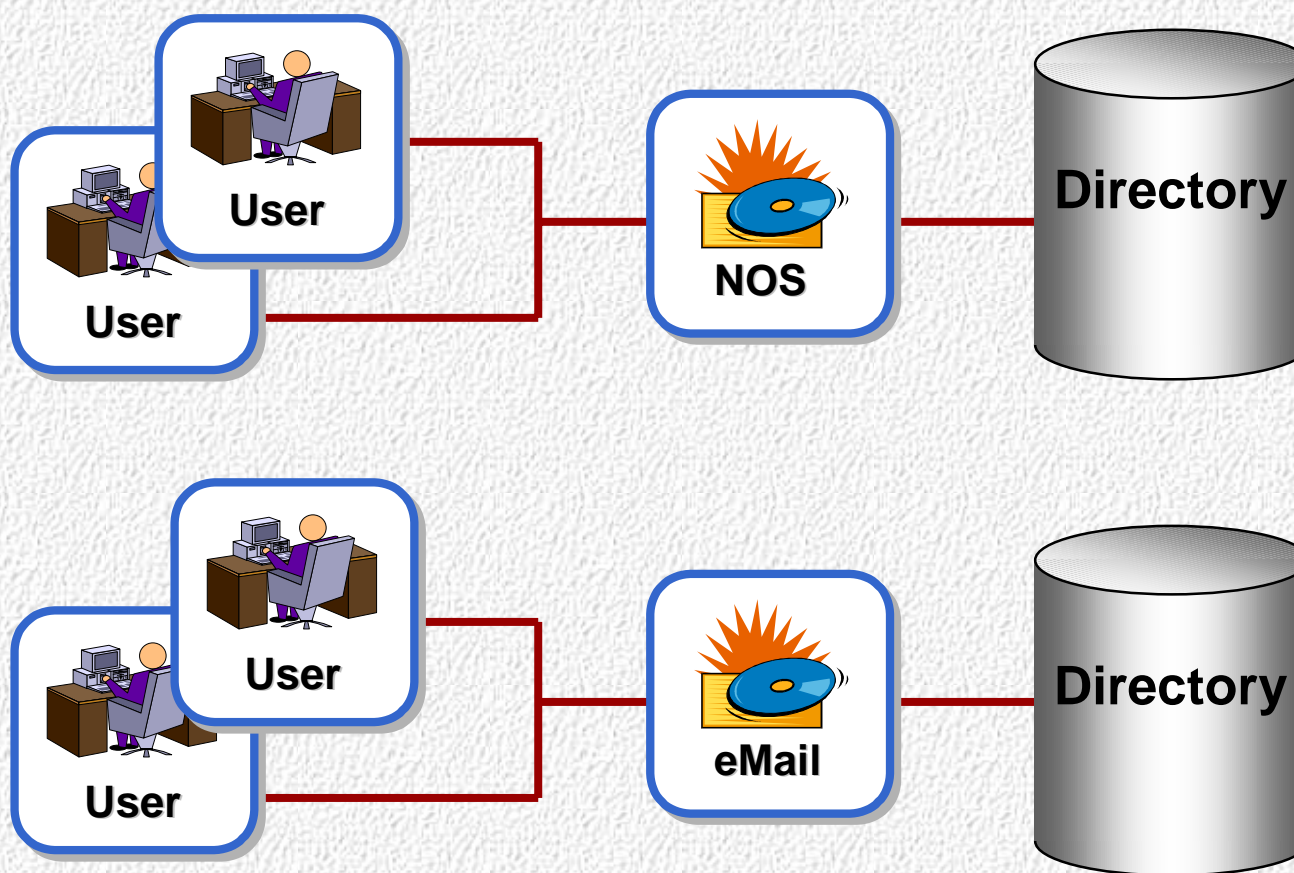 User
User
NOS
Directory
User
User
eMail
Directory